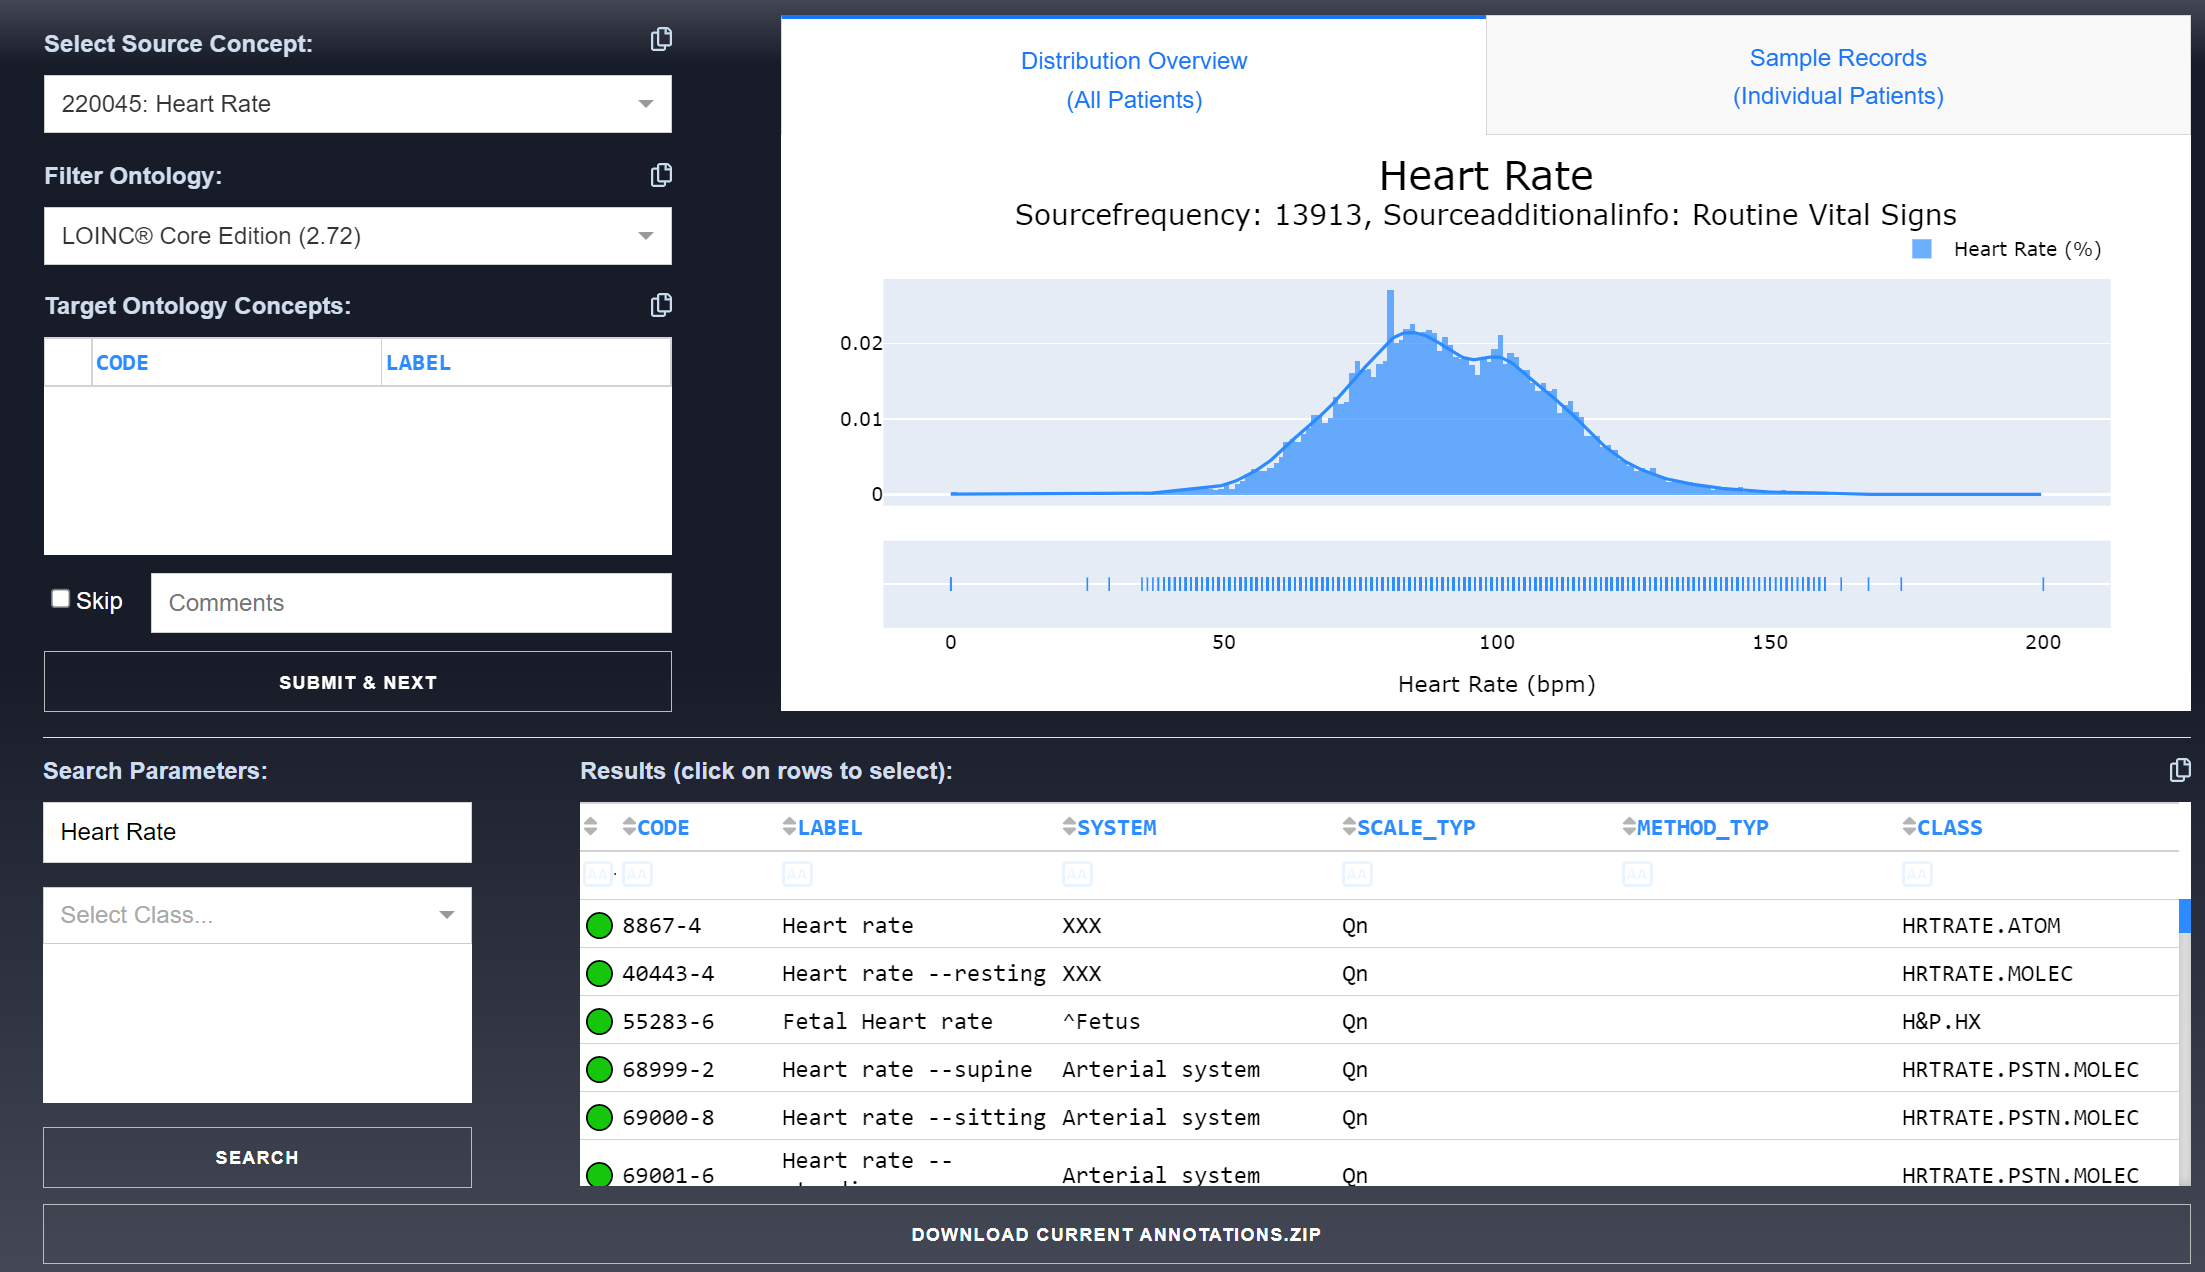 Select Source Concept:
220045: Heart Rate
Filter Ontology:
LOINC® Core Edition (2.72)
Target Ontology Concepts:
CODE LABEL
Skip Comments
SUBMIT & NEXT
Distribution Overview
(All Patients)
Sample Records
(Individual Patients)
Heart Rate
Sourcefrequency: 13913, Sourceadditionalinfo: Routine Vital Signs
Heart Rate (%)
0.02
0.01
0
0 50 100 150 200
Heart Rate (bpm)
Search Parameters:
Heart Rate
Select Class...
SEARCH
Results (click on rows to select):
CODE LABEL SYSTEM SCALE_TYP METHOD_TYP CLASS
AA AA AA AA AA AA AA
8867-4 Heart rate XXX Qn HRTRATE.ATOM
40443-4 Heart rate --resting XXX Qn HRTRATE.MOLEC
55283-6 Fetal Heart rate ^Fetus Qn H&P.HX
68999-2 Heart rate --supine Arterial system Qn HRTRATE.PSTN.MOLEC
69000-8 Heart rate --sitting Arterial system Qn HRTRATE.PSTN.MOLEC
69001-6 Heart rate -- Arterial system Qn HRTRATE.PSTN.MOLEC
DOWNLOAD CURRENT ANNOTATIONS.ZIP